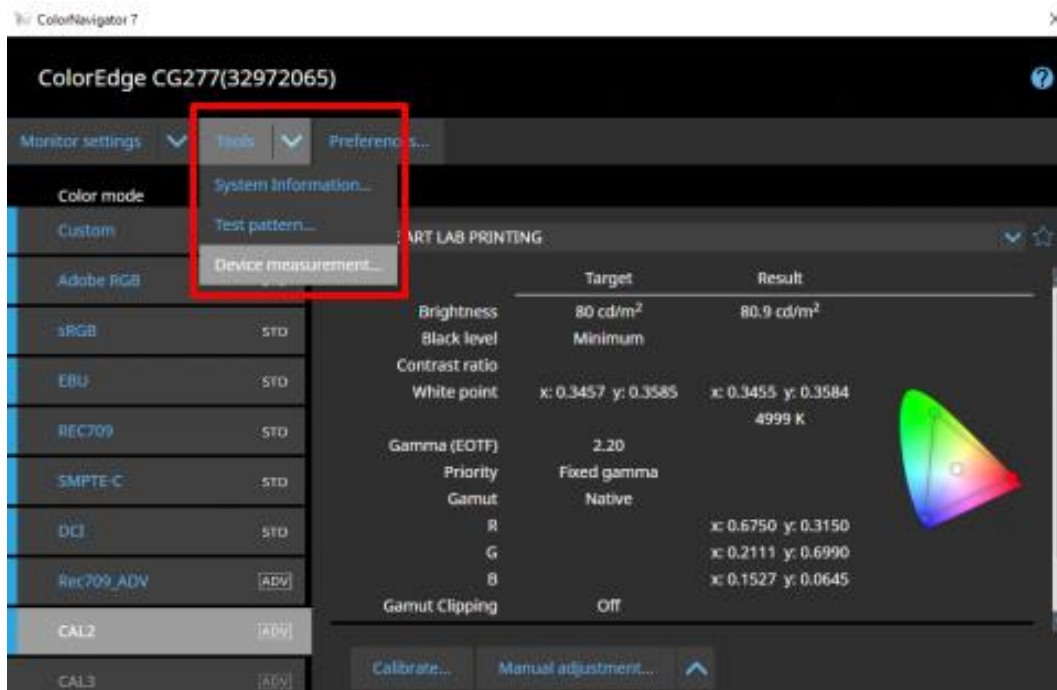 ColorNavigator 7
ColorEdge CG277(32972065)
?
Monitor settings Tools Preferences...
System Information...
Color mode
Custom Test pattern... ART LAB PRINTING
Adobe RGB Device measurement...
Target Result
Brightness 80 cd/m² 80.9 cd/m²
sRGB STD
Black level Minimum
Contrast ratio
EBU STD
White point x: 0.3457 y: 0.3585 x: 0.3455 y: 0.3584
4999 K
REC709 STD
Gamma (EOTF) 2.20
Priority Fixed gamma
SMPTE-C STD
Gamut Native
R x: 0.6750 y: 0.3150
DCI STD
G x: 0.2111 y: 0.6990
B x: 0.1527 y: 0.0645
Rec709_ADV ADV
Gamut Clipping Off
CAL2 ADV
Calibrate... Manual adjustment...
CAL3 ADV